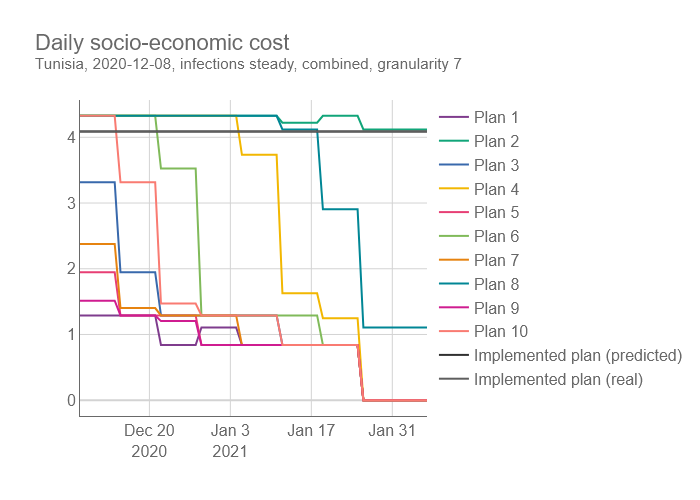 Daily socio-economic cost
Tunisia, 2020-12-08, infections steady, combined, granularity 7
4
3
2
1
0
Dec 20
2020
Jan 3
2021
Jan 17
Jan 31
Plan 1
Plan 2
Plan 3
Plan 4
Plan 5
Plan 6
Plan 7
Plan 8
Plan 9
Plan 10
Implemented plan (predicted)
Implemented plan (real)